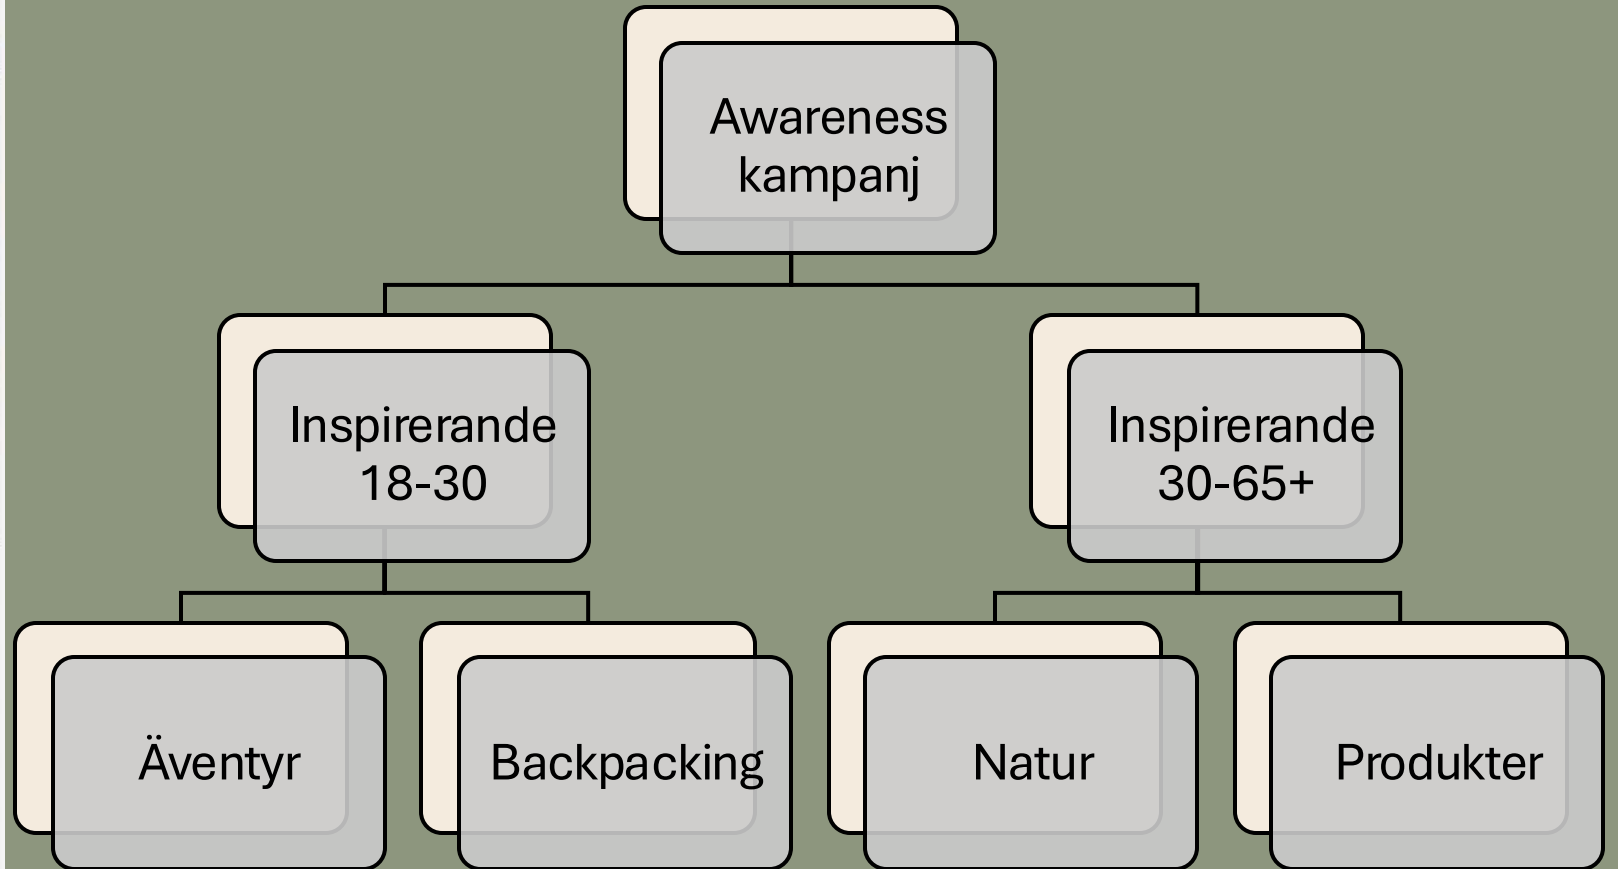 Awareness
kampanj
Inspirerande
18-30
Inspirerande
30-65+
Äventyr
Backpacking
Natur
Produkter